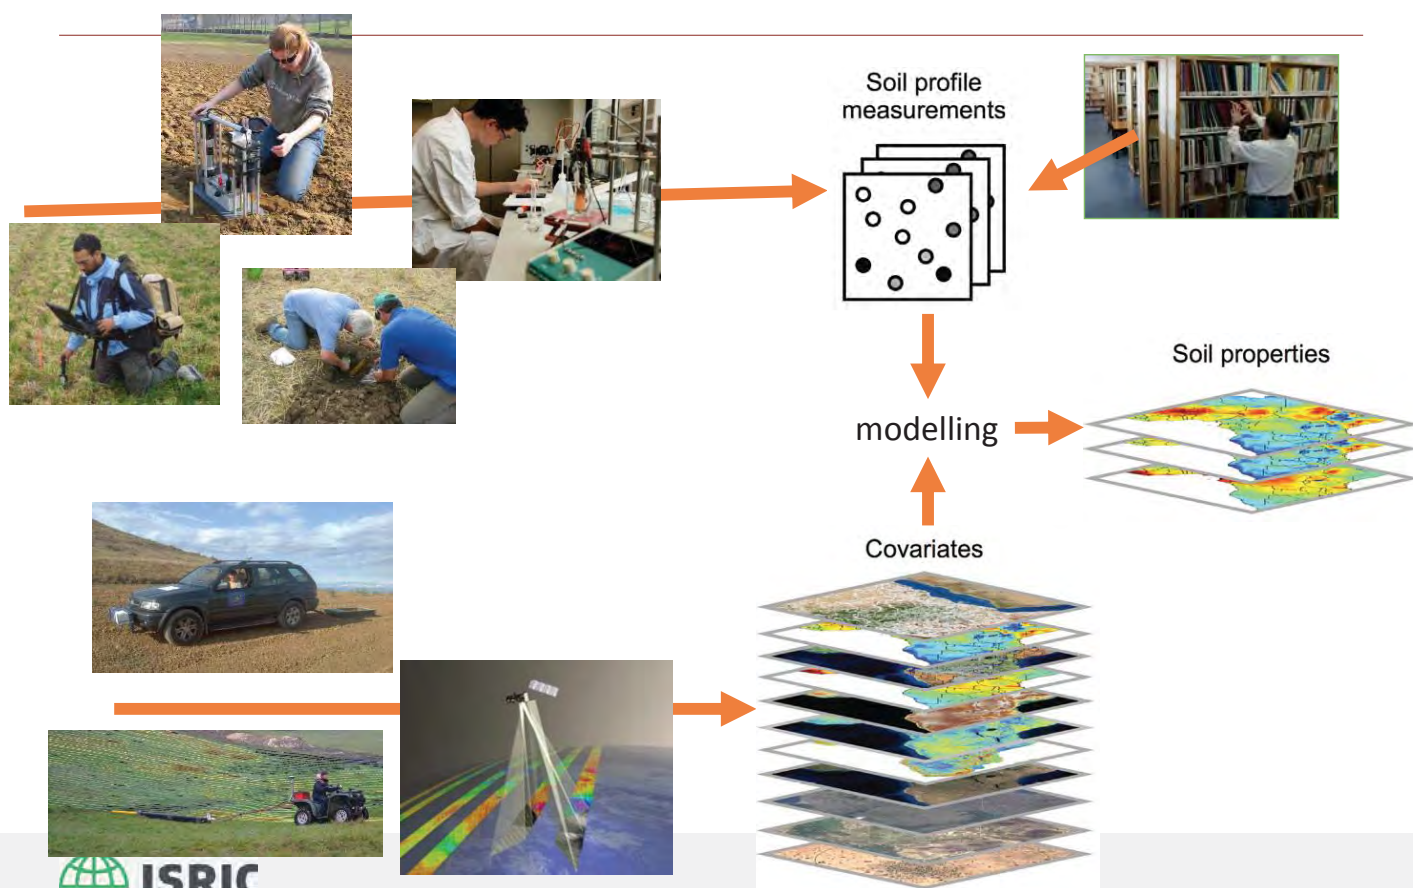 Soil profile
measurements
Soil properties
modelling
Covariates
ISRIC